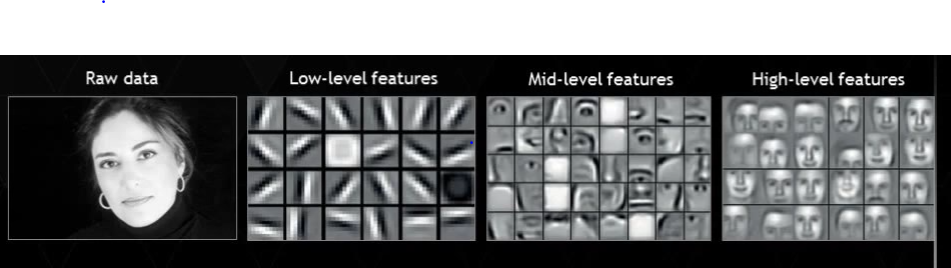 Raw data
Low-level features
Mid-level features
High-level features